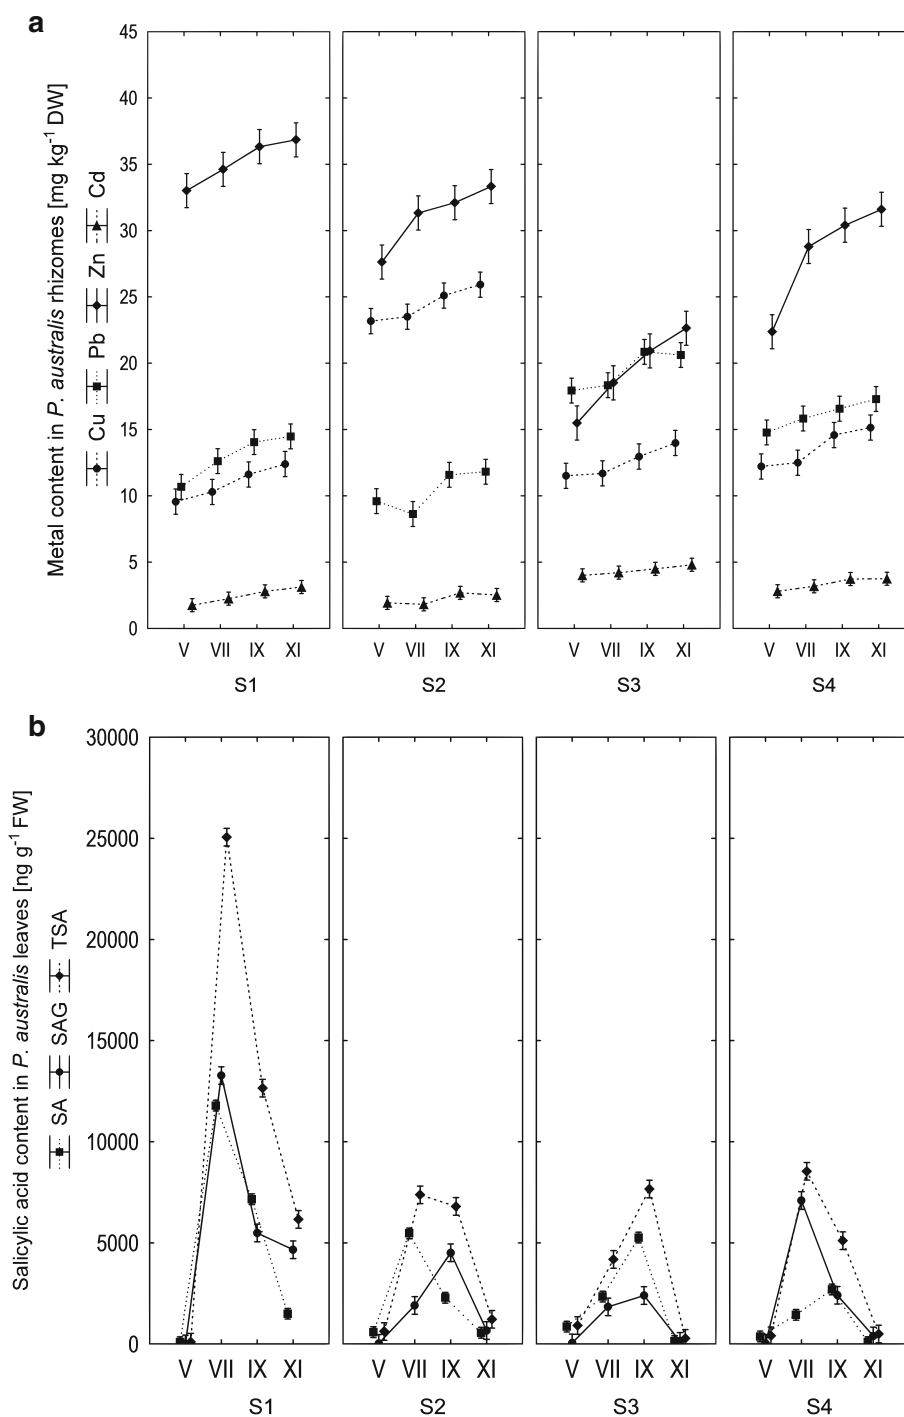 a
Metal content in P. australis rhizomes [mg kg-1 DW]
Cu Pb Zn Cd
45
40
35
30
25
20
15
10
5
0
V VII IX XI V VII IX XI V VII IX XI V VII IX XI
S1 S2 S3 S4
b
Salicylic acid content in P. australis leaves [ng g-1 FW]
SA SAG TSA
30000
25000
20000
15000
10000
5000
0
V VII IX XI V VII IX XI V VII IX XI V VII IX XI
S1 S2 S3 S4